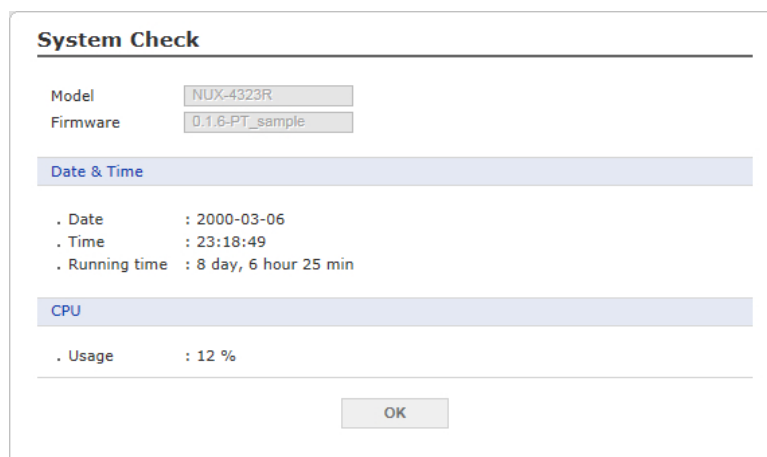 System Check
Model NUX-4323R
Firmware 0.1.6-PT_sample
Date & Time
. Date : 2000-03-06
. Time : 23:18:49
. Running time : 8 day, 6 hour 25 min
CPU
. Usage : 12 %
OK